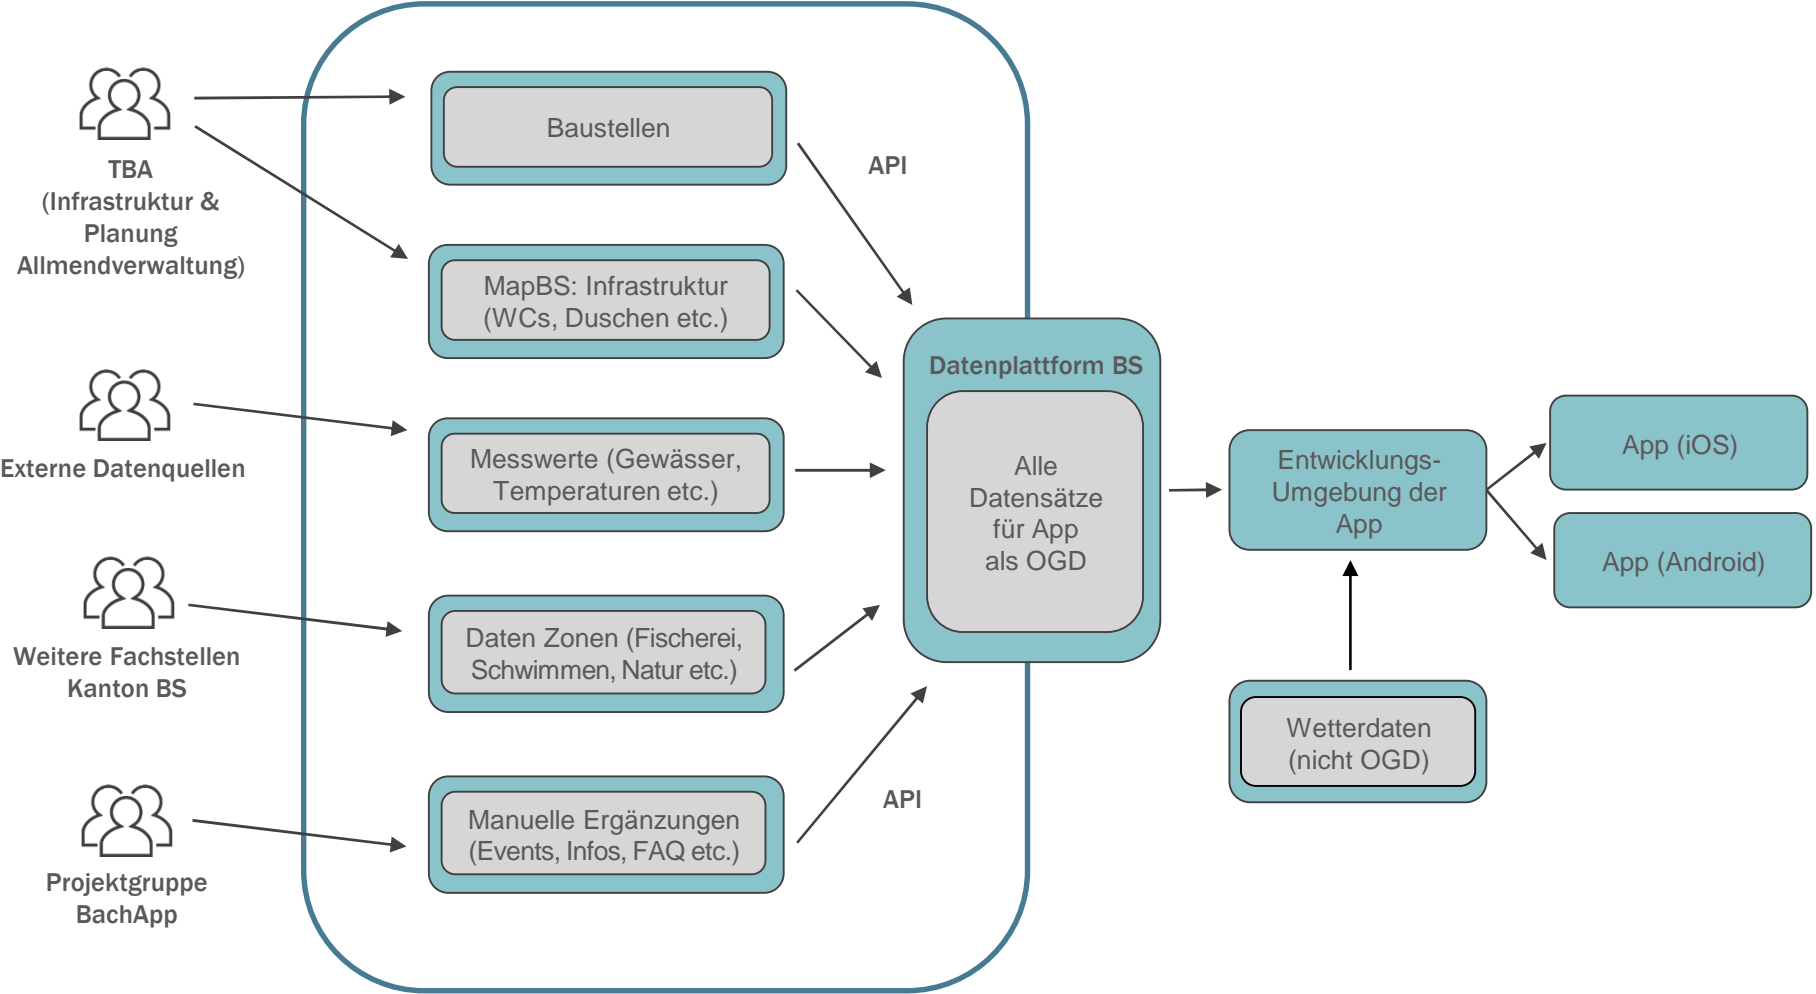 TBA
(Infrastruktur &
Planung
Allmendverwaltung)
Externe Datenquellen
Weitere Fachstellen
Kanton BS
Projektgruppe
BachApp
Baustellen
MapBS: Infrastruktur
(WCs, Duschen etc.)
Messwerte (Gewässer,
Temperaturen etc.)
Daten Zonen (Fischerei,
Schwimmen, Natur etc.)
Manuelle Ergänzungen
(Events, Infos, FAQ etc.)
API
API
Datenplattform BS
Alle
Datensätze
für App
als OGD
Entwicklungs-
Umgebung der
App
Wetterdaten
(nicht OGD)
App (iOS)
App (Android)